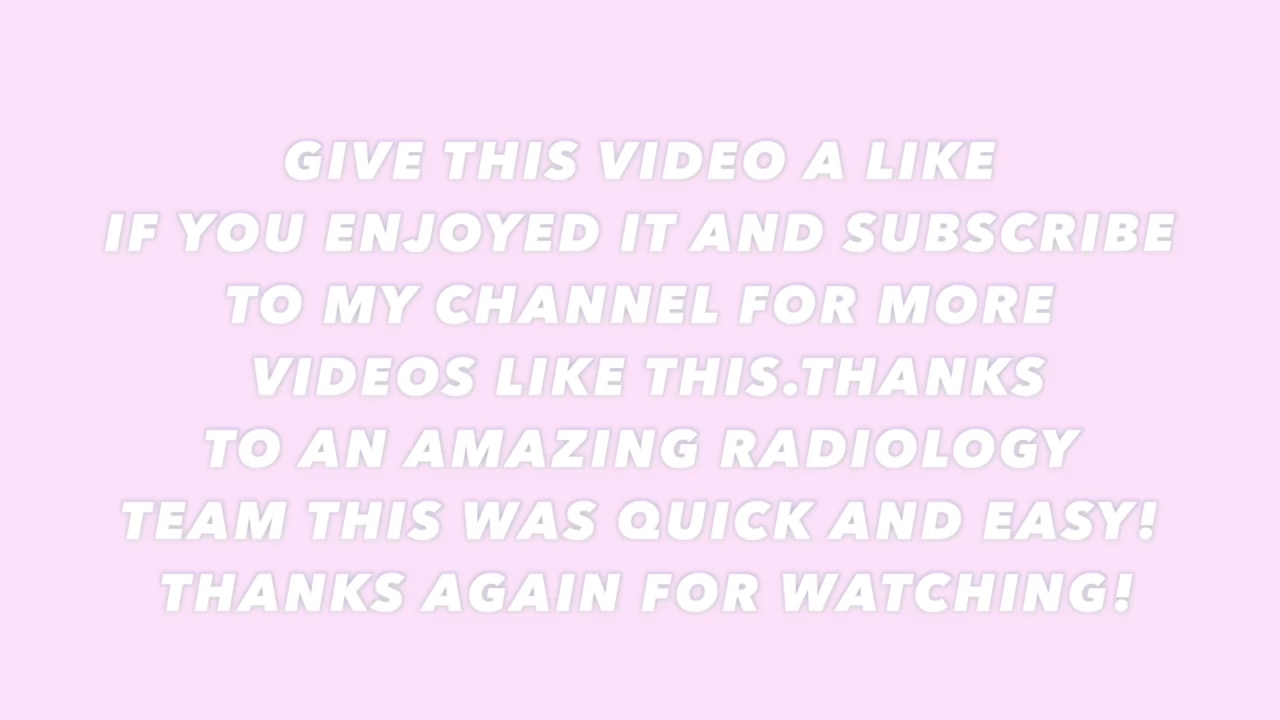 GIVE THIS VIDEO A LIKE
IF YOU ENJOYED IT AND SUBSCRIBE
TO MY CHANNEL FOR MORE
VIDEOS LIKE THIS.THANKS
TO AN AMAZING RADIOLOGY
TEAM THIS WAS QUICK AND EASY!
THANKS AGAIN FOR WATCHING!